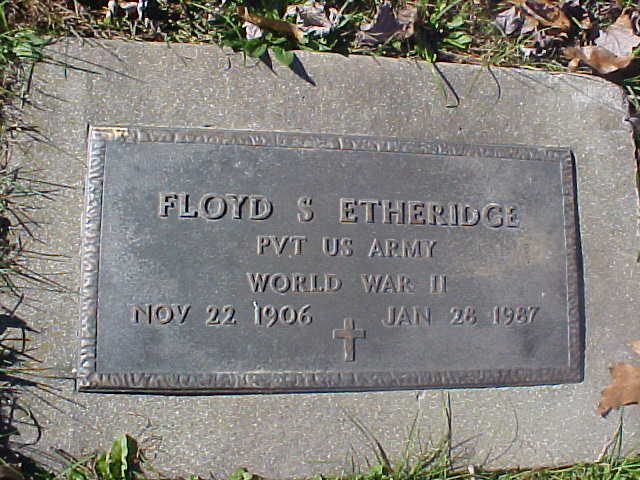 FLOYD S ETHERIDGE
PVT US ARMY
WORLD WAR II
NOV 22 1906 JAN 28 1987